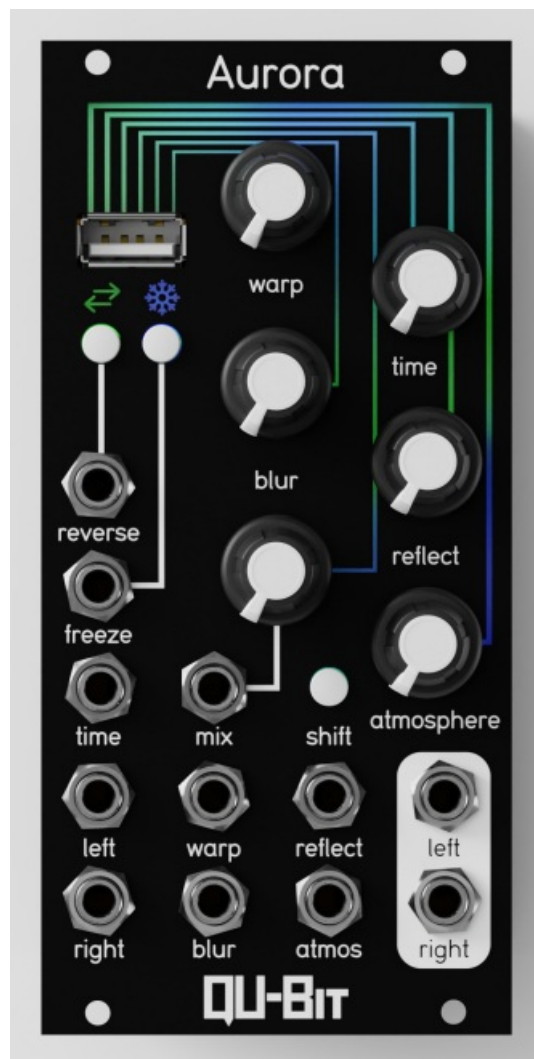 Aurora
warp
time
blur
reverse
reflect
freeze
time
mix
shift
atmosphere
left
warp
reflect
left
right
blur
atmos
right
QU-BIT